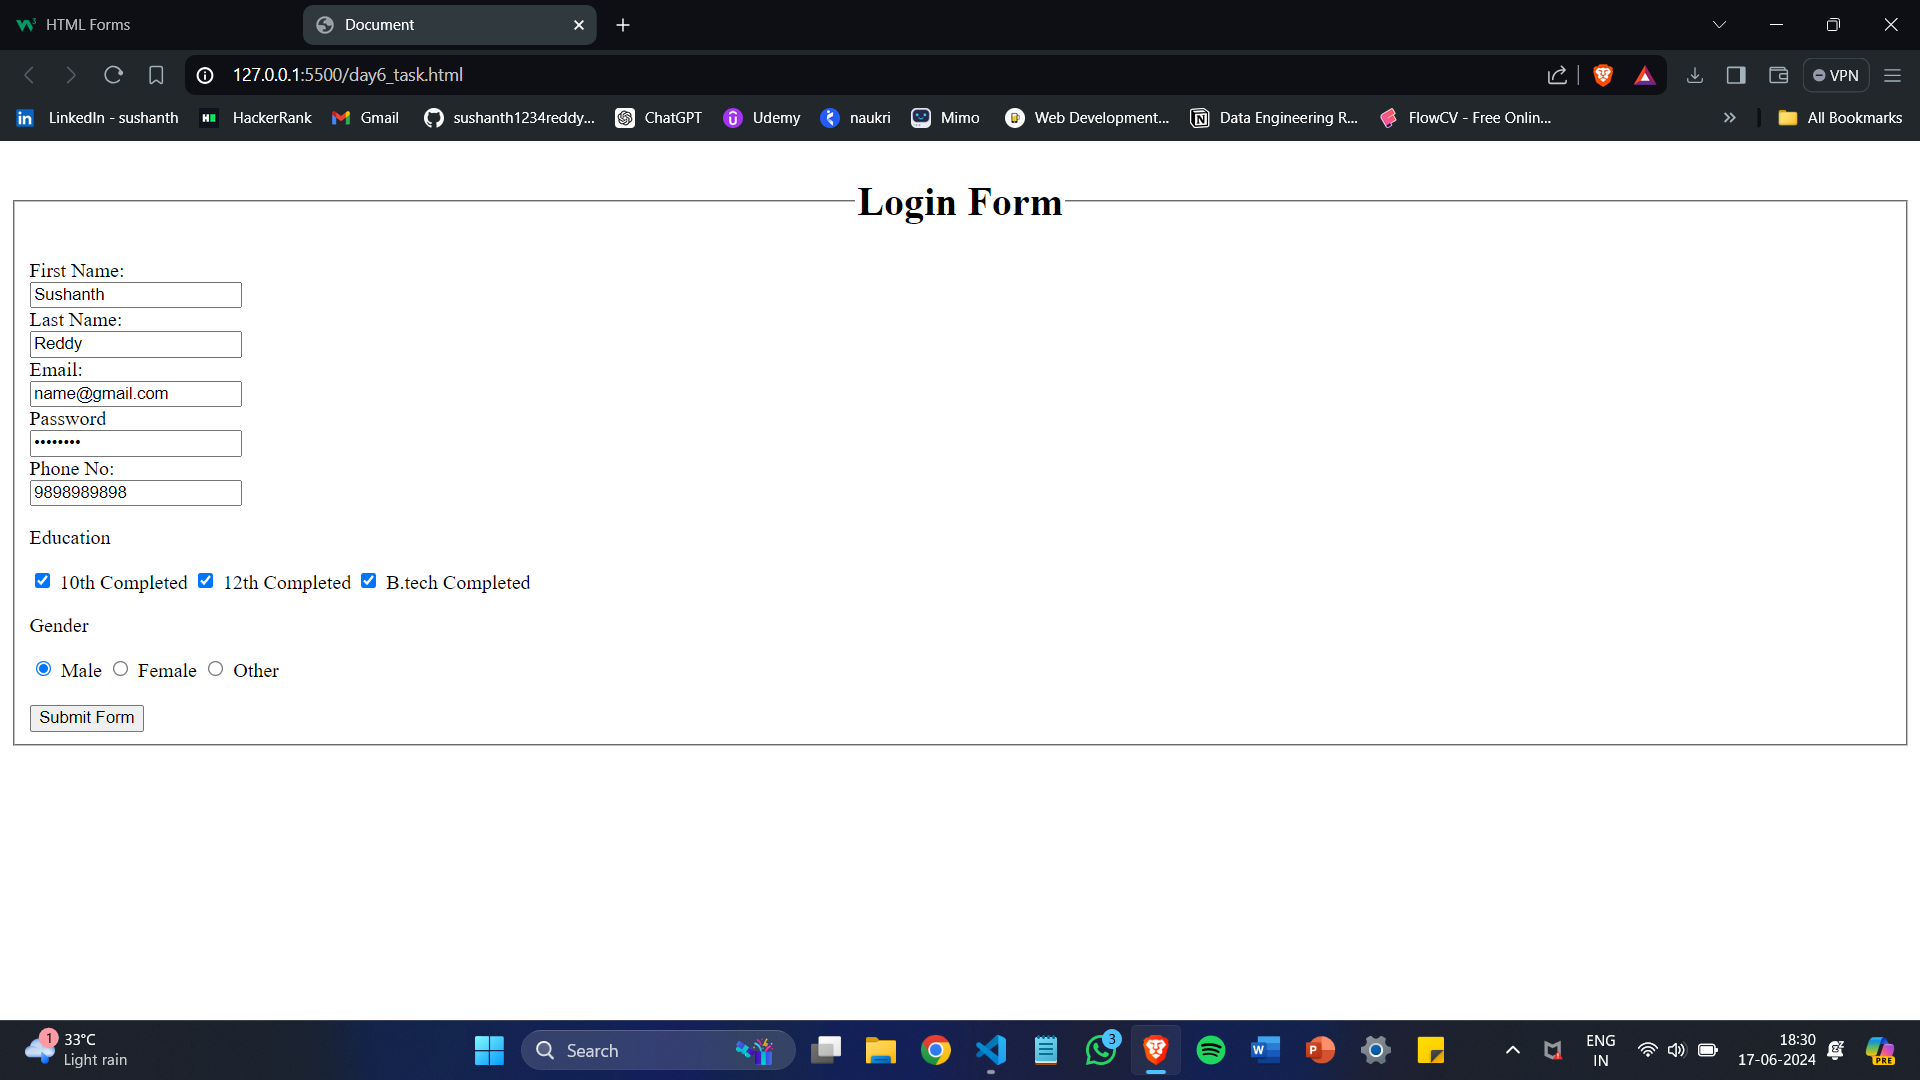 HTML Forms
Document
127.0.0.1:5500/day6_task.html
VPN
LinkedIn - sushanth
HackerRank
Gmail
sushanth1234reddy...
ChatGPT
Udemy
naukri
Mimo
Web Development...
Data Engineering R...
FlowCV - Free Onlin...
All Bookmarks
Login Form
First Name:
Sushanth
Last Name:
Reddy
Email:
name@gmail.com
Password
••••••••
Phone No:
9898989898
Education
10th Completed 12th Completed B.tech Completed
Gender
Male Female Other
Submit Form
1
33°C
Light rain
Search
3
ENG
IN
18:30
17-06-2024
PRE